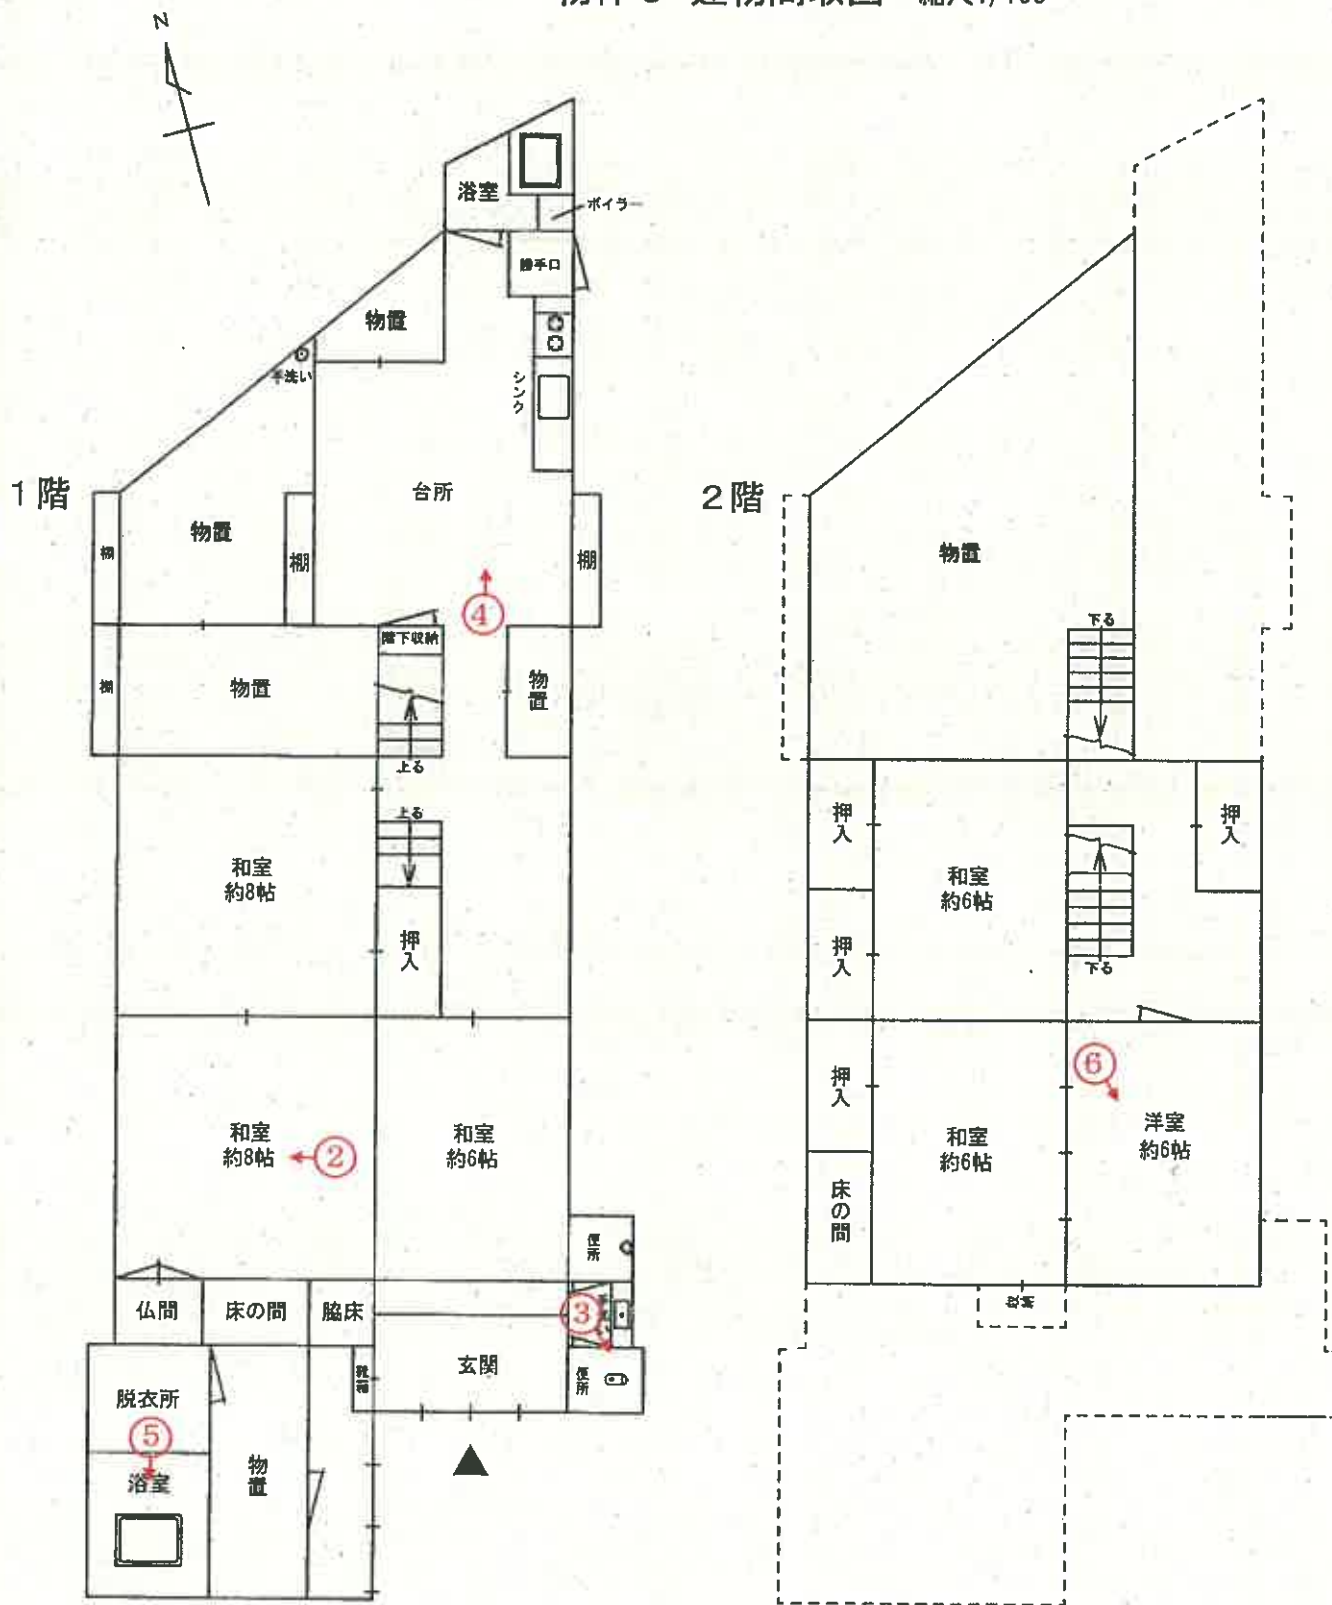 N
浴室
ボイラー
勝手口
物置
手洗い
シンク
1階
台所
棚
物置
棚
棚
④
階下収納
棚
物置
物置
上る
上る
和室
約8帖
押入
和室
約8帖
②
和室
約6帖
便所
仏間
床の間
脇床
③
玄関
靴箱
便所
脱衣所
⑤
浴室
物置
2階
物置
下る
押入
和室
約6帖
押入
押入
下る
⑥
押入
和室
約6帖
洋室
約6帖
床の間
収納